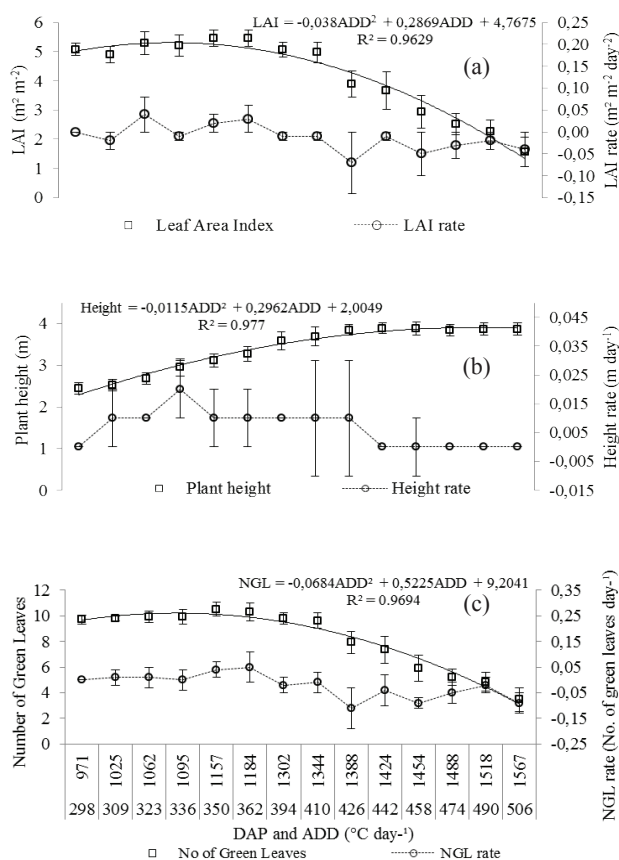 LAI = -0,038ADD² + 0,2869ADD + 4,7675
R² = 0.9629
(a)
LAI (m² m⁻²)
6
5
4
3
2
1
0
0,25
0,20
0,15
0,10
0,05
0,00
-0,05
-0,10
-0,15
LAI rate (m² m⁻² day⁻¹)
Leaf Area Index
LAI rate
Height = -0,0115ADD² + 0,2962ADD + 2,0049
R² = 0.977
(b)
Plant height (m)
4
3
2
1
0
0,045
0,035
0,025
0,015
0,005
-0,005
-0,015
Height rate (m day⁻¹)
Plant height
Height rate
NGL = -0,0684ADD² + 0,5225ADD + 9,2041
R² = 0.9694
(c)
Number of Green Leaves
12
10
8
6
4
2
0
0,35
0,25
0,15
0,05
-0,05
-0,15
-0,25
NGL rate (No. of green leaves day-¹)
971 1025 1062 1095 1157 1184 1302 1344 1388 1424 1454 1488 1518 1567
298 309 323 336 350 362 394 410 426 442 458 474 490 506
DAP and ADD (°C day-¹)
No of Green Leaves
NGL rate